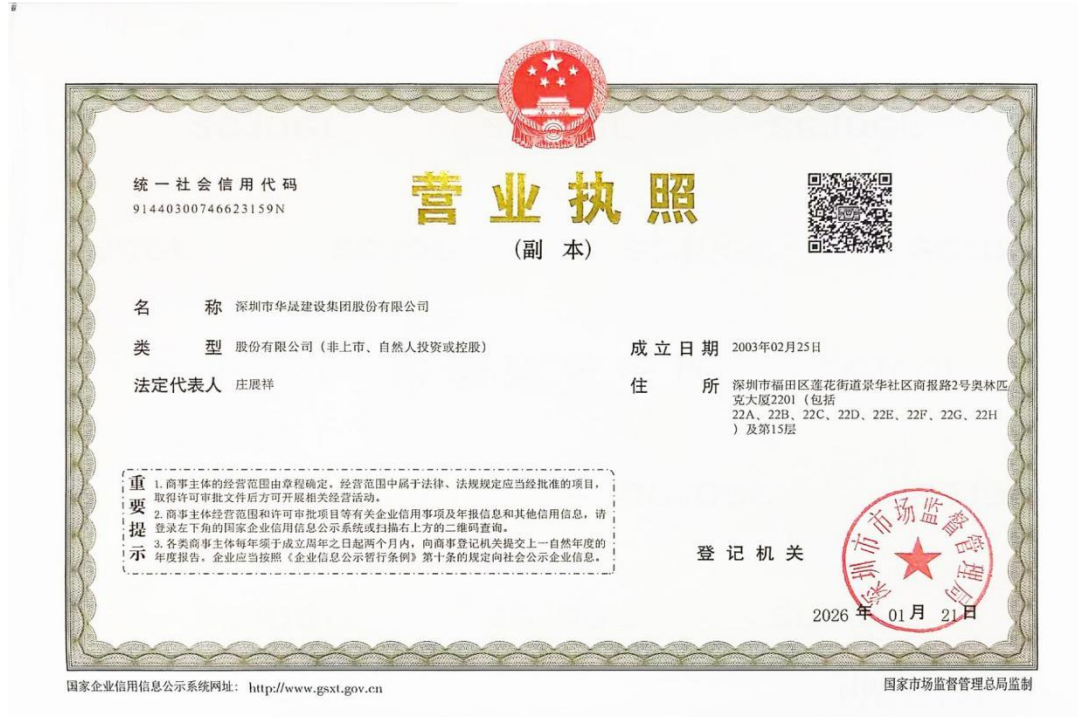 统一社会信用代码
91440300746623159N
营业执照
(副 本)
名 称 深圳市华晟建设集团股份有限公司
类 型 股份有限公司（非上市、自然人投资或控股）
法定代表人 庄展祥
成立日期 2003年02月25日
住 所 深圳市福田区莲花街道景华社区商报路2号奥林匹
克大厦2201（包括
22A、22B、22C、22D、22E、22F、22G、22H
）及第15层
重要提示
1. 商事主体的经营范围由章程确定。经营范围中属于法律、法规规定应当经批准的项目，
取得许可审批文件后方可开展相关经营活动。
2. 商事主体经营范围和许可审批项目等有关企业信用事项及年报信息和其他信用信息，请
登录左下角的国家企业信用信息公示系统或扫描右上方的二维码查询。
3. 各类商事主体每年须于成立周年之日起两个月内，向商事登记机关提交上一自然年度的
年度报告。企业应当按照《企业信息公示暂行条例》第十条的规定向社会公示企业信息。
登记机关
深圳市市场监督管理局
2026 年 01 月 21 日
国家企业信用信息公示系统网址： http://www.gsxt.gov.cn
国家市场监督管理总局监制